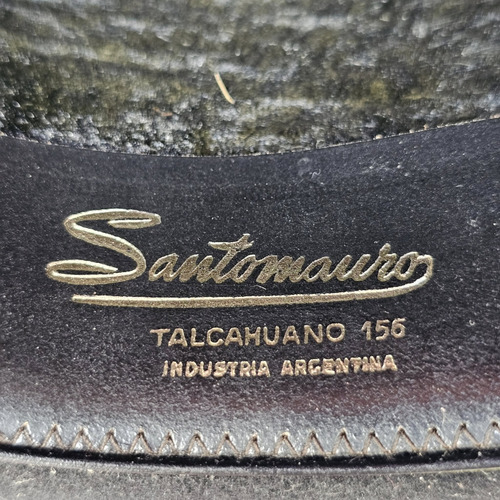 Santomauro
TALCAHUANO 156
INDUSTRIA ARGENTINA